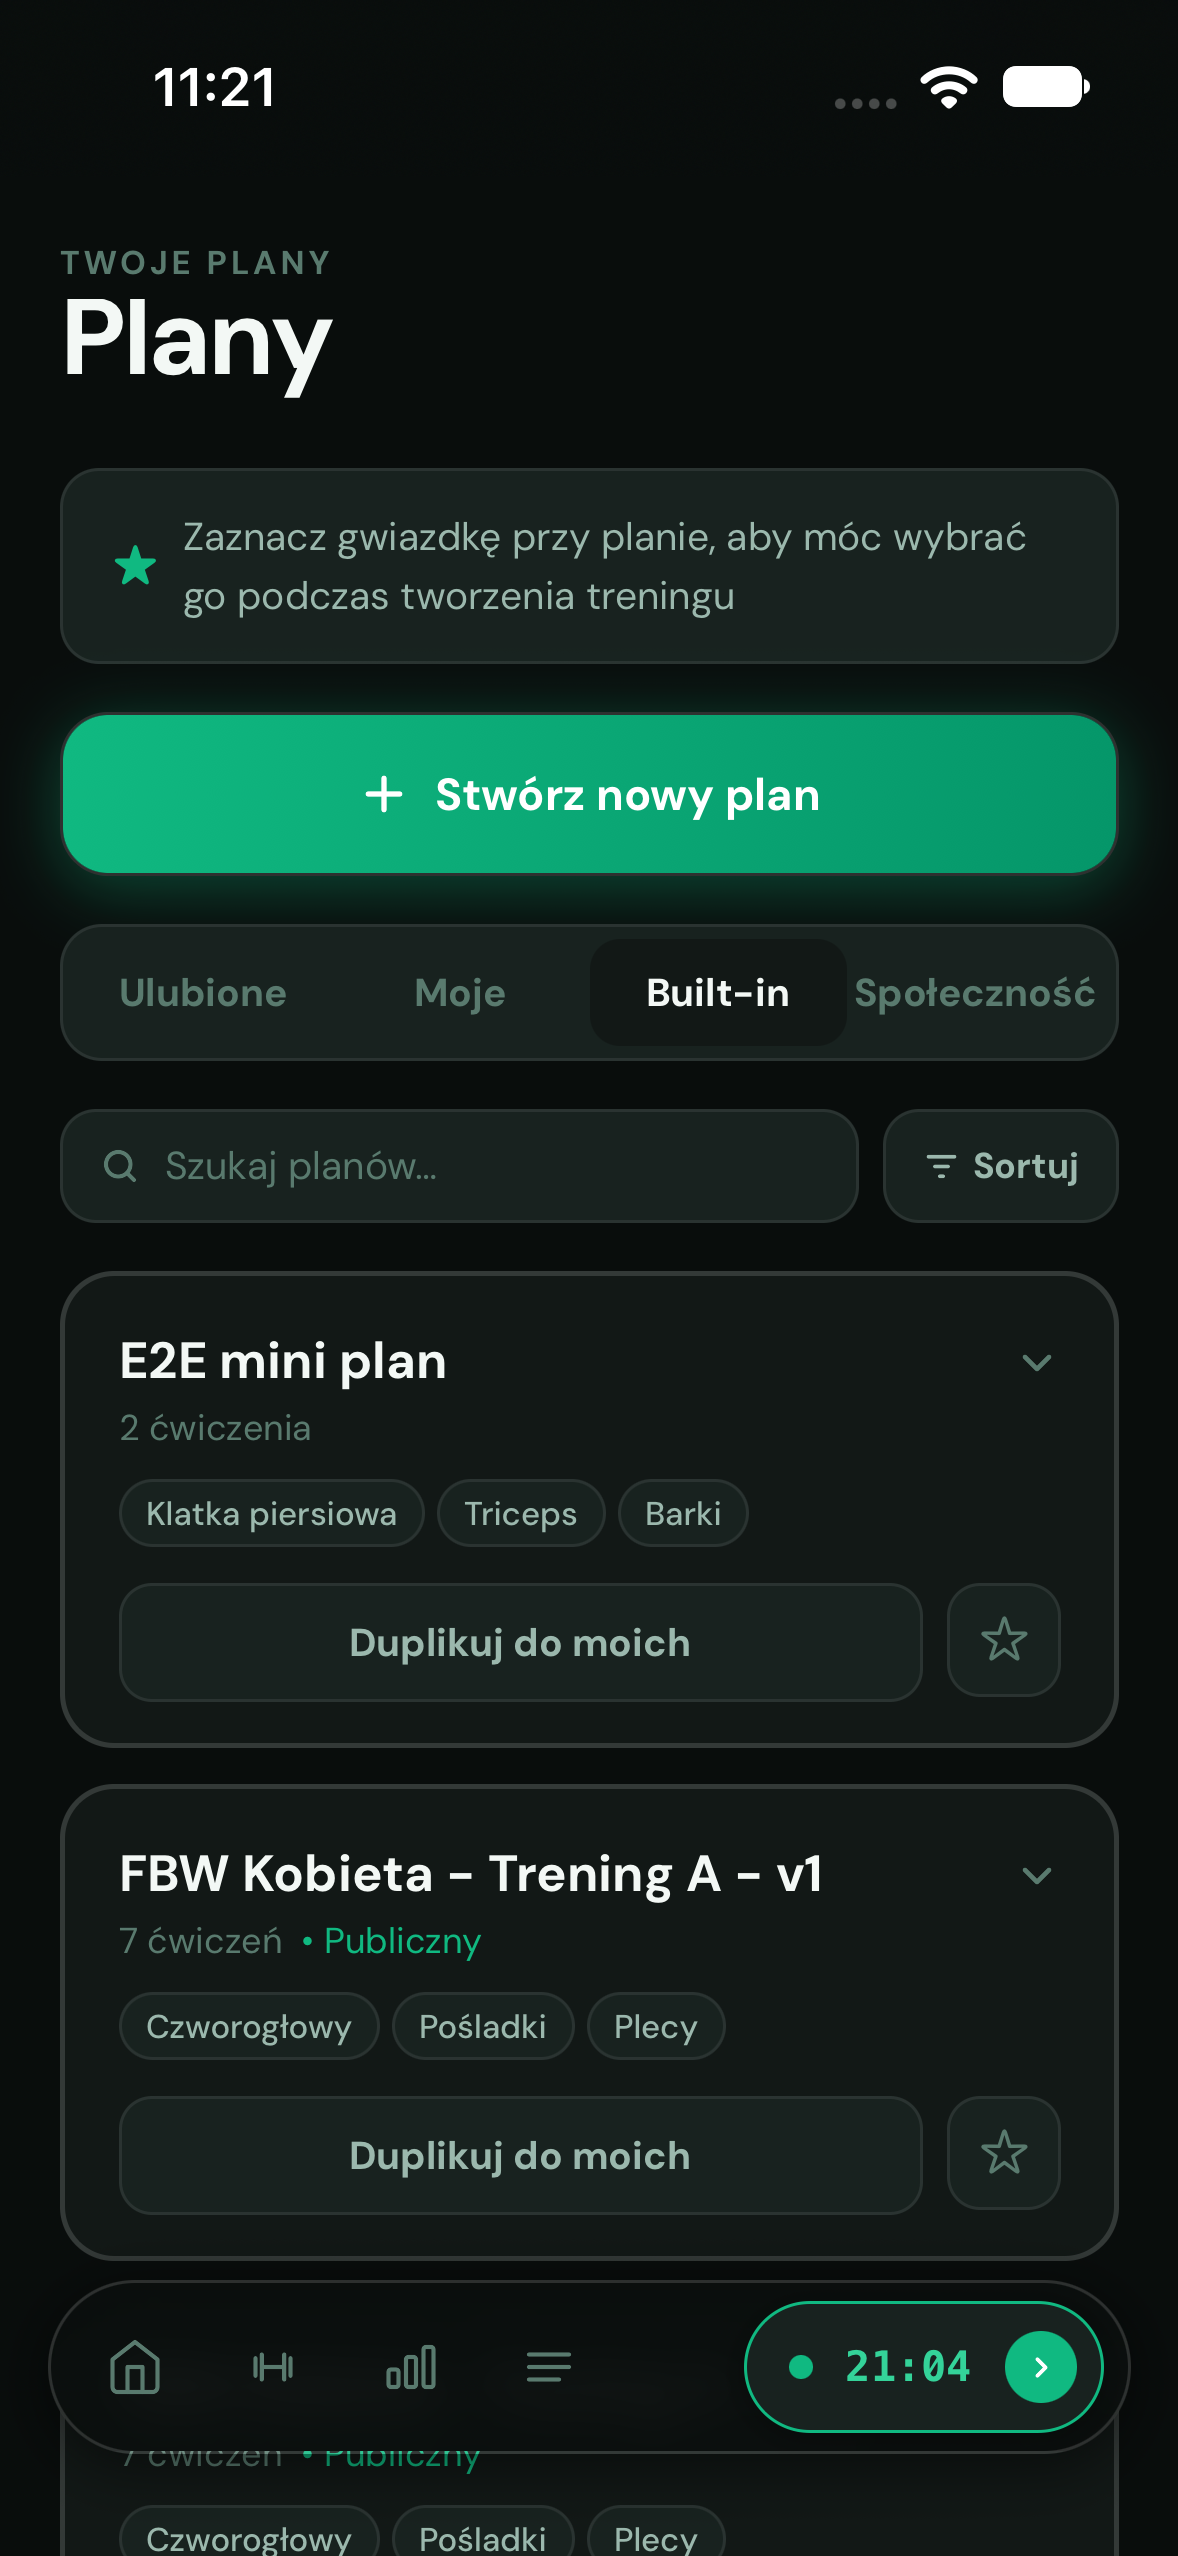 11:21
TWOJE PLANY
Plany
Zaznacz gwiazdkę przy planie, aby móc wybrać
go podczas tworzenia treningu
Stwórz nowy plan
Ulubione Moje Built-in Społeczność
Szukaj planów... Sortuj
E2E mini plan
2 ćwiczenia
Klatka piersiowa Triceps Barki
Duplikuj do moich
FBW Kobieta - Trening A - v1
7 ćwiczeń • Publiczny
Czworogłowy Pośladki Plecy
Duplikuj do moich
21:04
7 ćwiczeń • Publiczny
Czworogłowy Pośladki Plecy